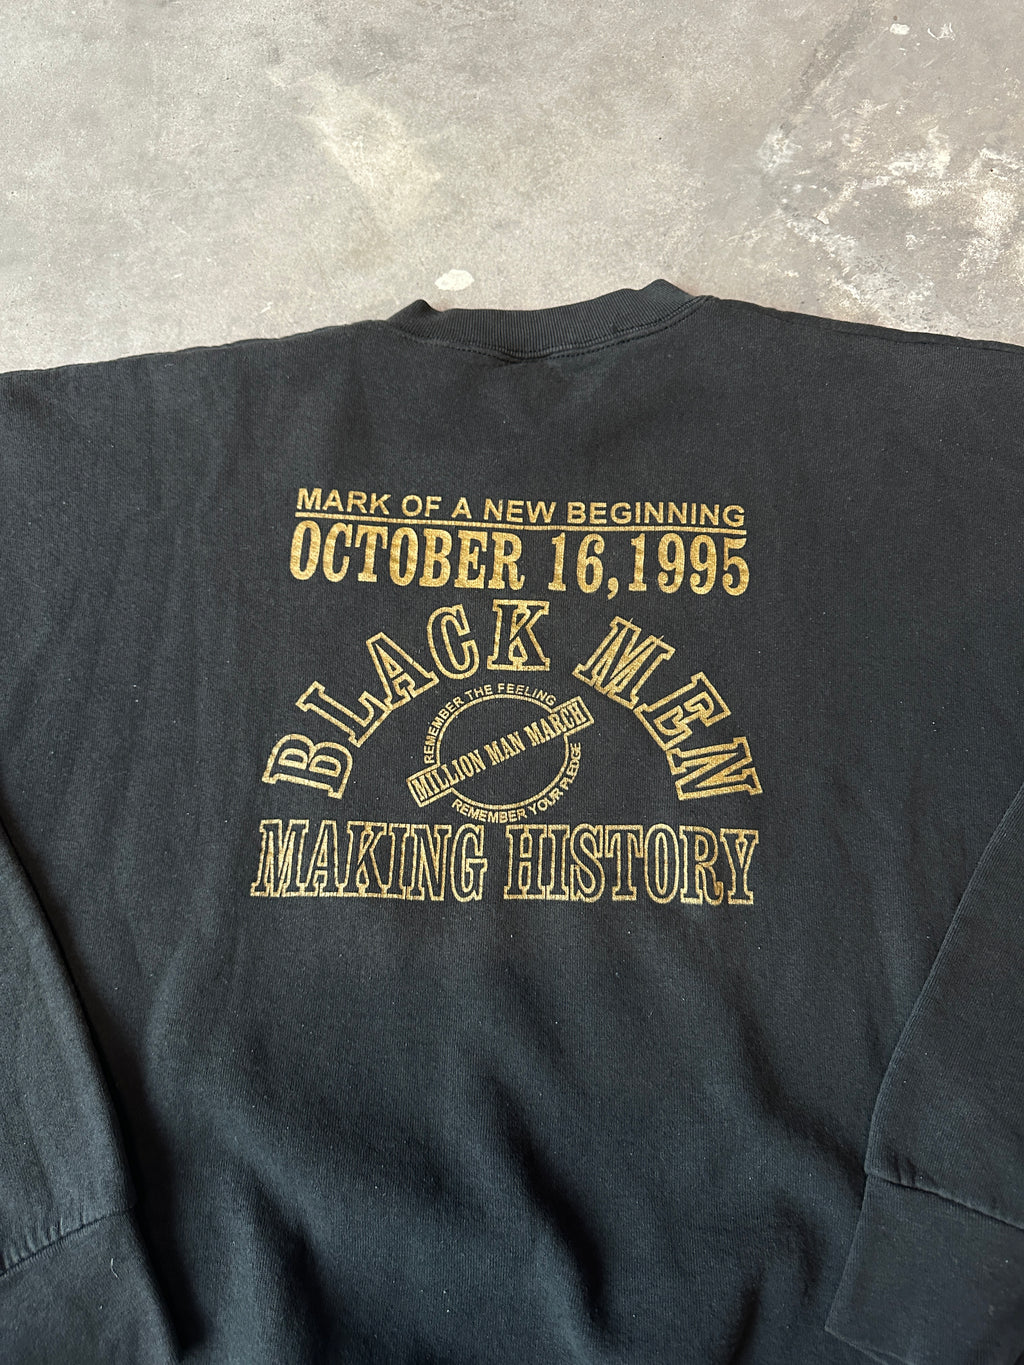 MARK OF A NEW BEGINNING
OCTOBER 16,1995
BLACK MEN
REMEMBER THE FEELING
MILLION MAN MARCH
REMEMBER YOUR PLEDGE
MAKING HISTORY